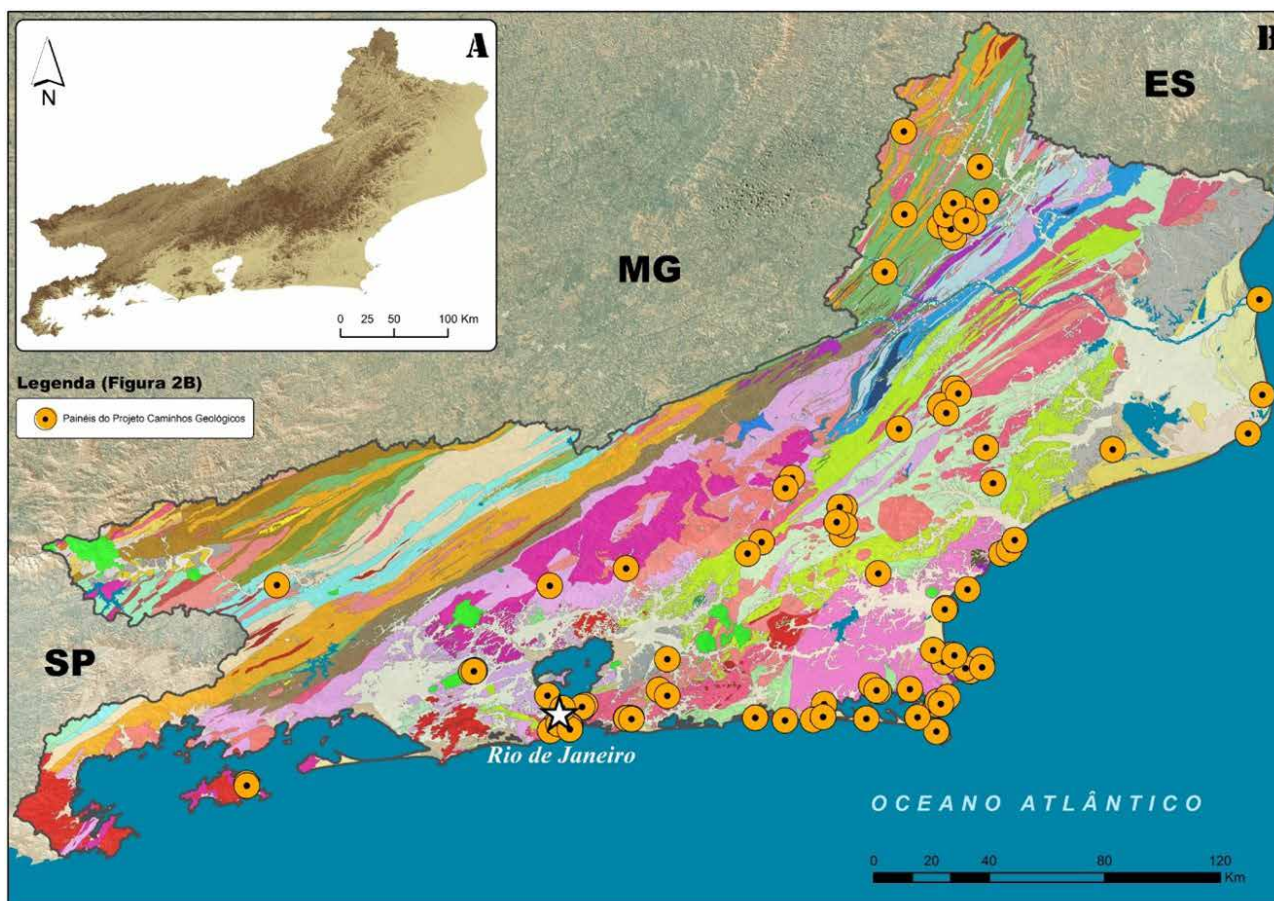 A
B
N
0 25 50 100 Km
Legenda (Figura 2B)
Painéis do Projeto Caminhos Geológicos
ES
MG
SP
Rio de Janeiro
OCEANO ATLÂNTICO
0 20 40 80 120
Km